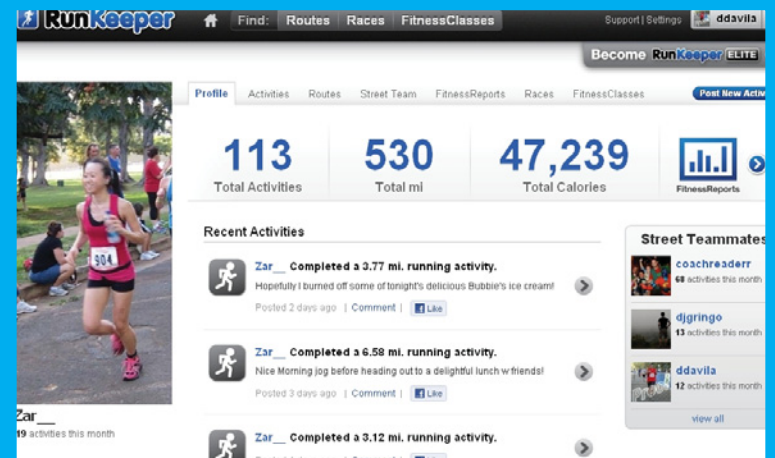 RunKeeper
Find: Routes Races FitnessClasses
Support | Settings
ddavila
Become RunKeeper ELITE
Profile Activities Routes Street Team FitnessReports Races FitnessClasses
Post New Activ
113
Total Activities
530
Total mi
47,239
Total Calories
FitnessReports
904
Zar__
19 activities this month
Recent Activities
Zar__ Completed a 3.77 mi. running activity.
Hopefully I burned off some of tonight's delicious Bubbie's ice cream!
Posted 2 days ago | Comment | Like
Zar__ Completed a 6.58 mi. running activity.
Nice Morning jog before heading out to a delightful lunch w friends!
Posted 3 days ago | Comment | Like
Zar__ Completed a 3.12 mi. running activity.
Street Teammates
coachreaderr
68 activities this month
djgringo
13 activities this month
ddavila
12 activities this month
view all